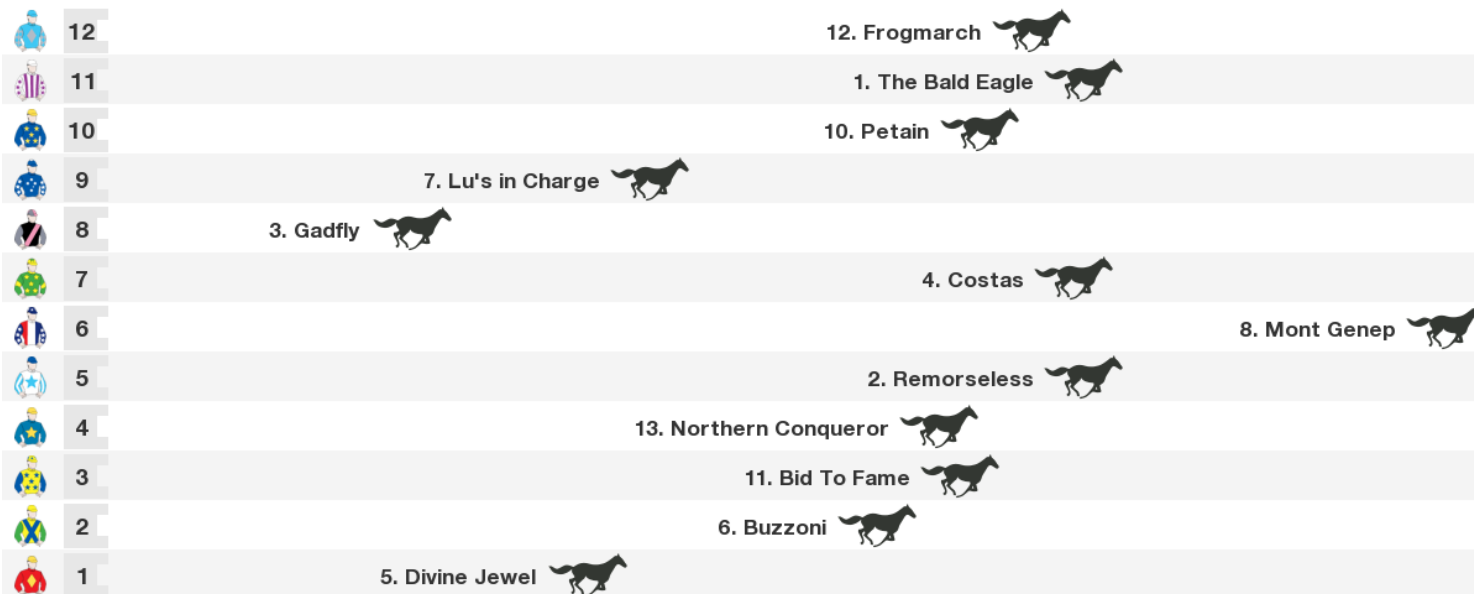 12 12. Frogmarch
11 1. The Bald Eagle
10 10. Petain
9 7. Lu's in Charge
8 3. Gadfly
7 4. Costas
6 8. Mont Genep
5 2. Remorseless
4 13. Northern Conqueror
3 11. Bid To Fame
2 6. Buzzoni
1 5. Divine Jewel